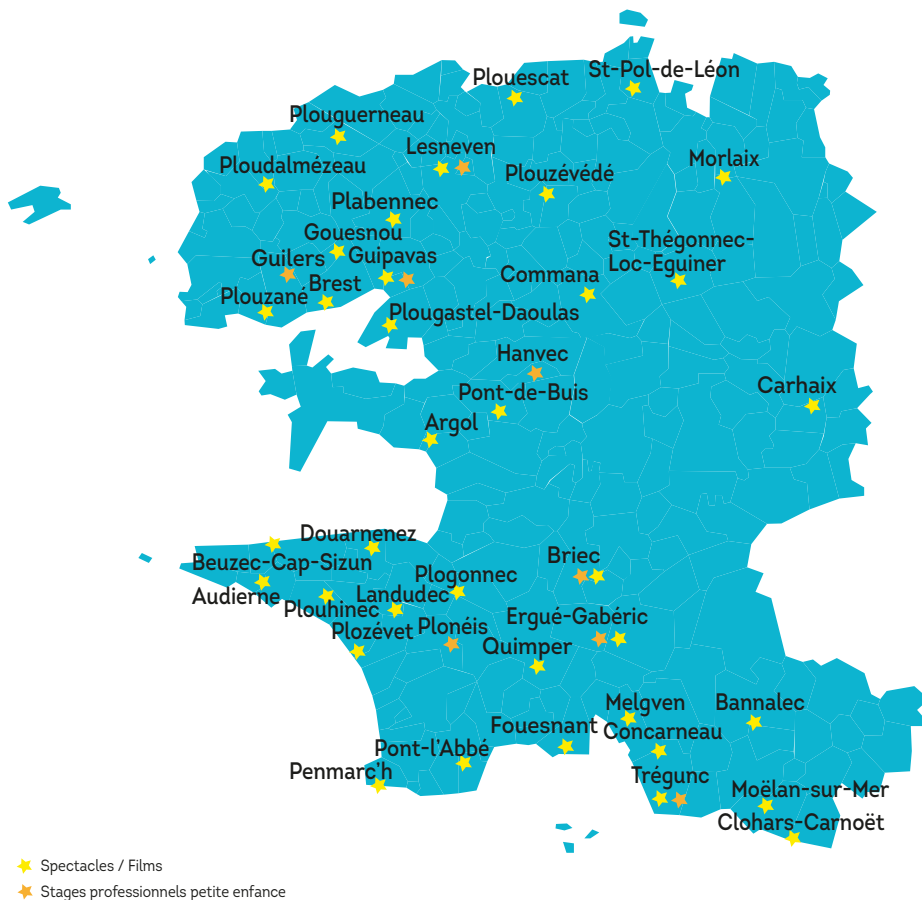 Plouescat
St-Pol-de-Léon
Plouguerneau
Lesneven
Ploudalmézeau
Plouzévédé
Morlaix
Plabennec
Gouesnou
St-Thégonnec-
Loc-Eguiner
Guilers
Guipavas
Commana
Plouzané
Brest
Plougastel-Daoulas
Hanvec
Pont-de-Buis
Carhaix
Argol
Douarnenez
Beuzec-Cap-Sizun
Briec
Plogonnec
Audierne
Plouhinec
Landudec
Ergué-Gabéric
Plozévet
Plonéis
Quimper
Melgven
Bannalec
Fouesnant
Concarneau
Pont-l'Abbé
Penmarc'h
Trégunc
Moëlan-sur-Mer
Clohars-Carnoët
Spectacles / Films
Stages professionnels petite enfance